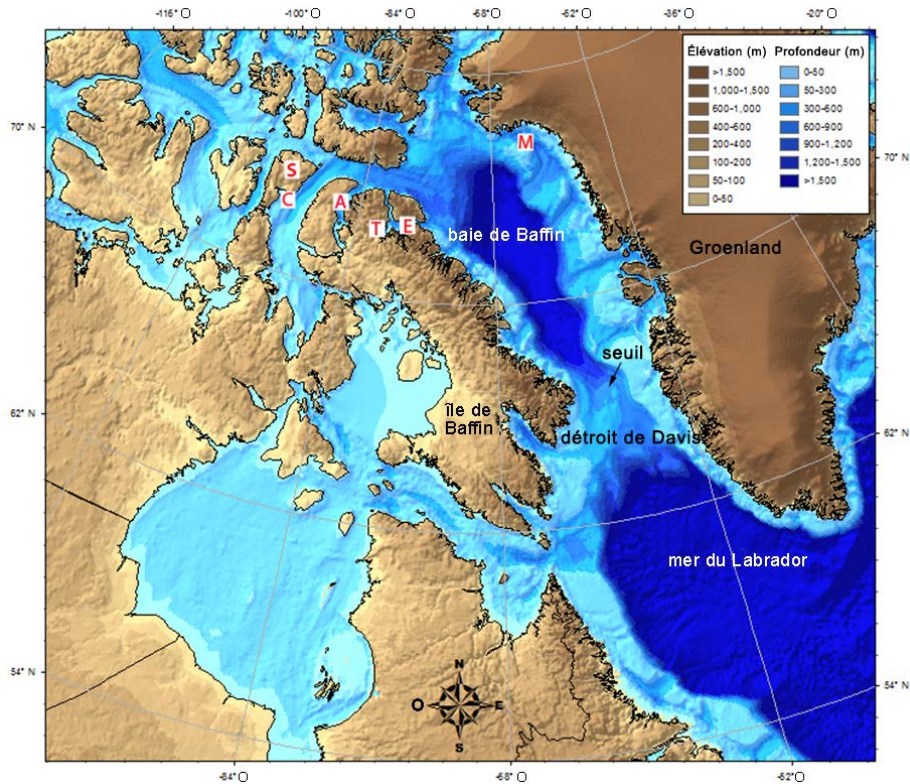 -116° O
-100° O
-84° O
-68° O
-52° O
-36° O
-20° O
Élévation (m) Profondeur (m)
>1,500 0-50
1,000-1,500 50-300
600-1,000 300-600
400-600 600-900
200-400 900-1,200
100-200 1,200-1,500
50-100 >1,500
0-50
70° N
M
70° N
S
C
A
T
E
baie de Baffin
Groenland
seuil
62° N
île de
Baffin
détroit de Davis
62° N
mer du Labrador
54° N
N
O
E
S
54° N
-84° O
-68° O
-52° O